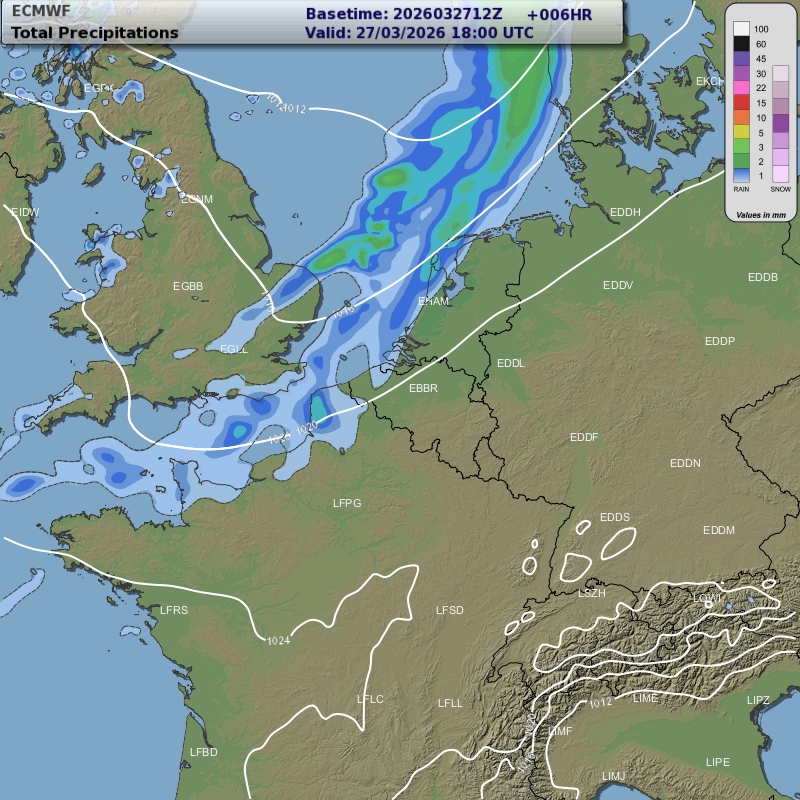 ECMWF
Basetime: 2026032712Z +006HR
Total Precipitations
Valid: 27/03/2026 18:00 UTC
100
60
45
30
22
15
10
5
3
2
1
RAIN SNOW
Values in mm
EKCH
1012
EGNM
EIDW
EDDH
EGBB
EDDV
EDDB
EHAM
1016
EGLL
EDDP
EDDL
EBBR
1020
1020
EDDF
EDDN
LFPG
EDDS
EDDM
LSZH
LOWI
LFRS
LFSD
1024
LFLC
LFLL
LIME
LIPZ
1012
LIMF
LFBD
LIPE
LIMJ